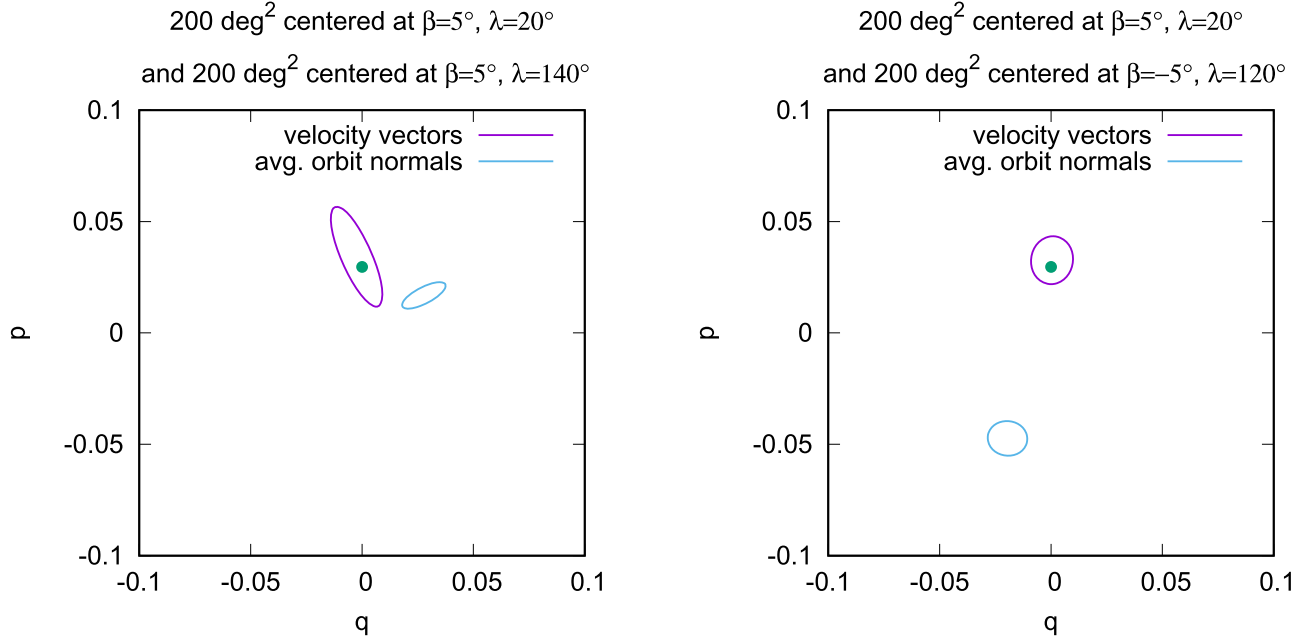 200 deg² centered at β=5°, λ=20°
and 200 deg² centered at β=5°, λ=140°
0.1
velocity vectors
avg. orbit normals
0.05
p
0
-0.05
-0.1
-0.1
-0.05
0
0.05
0.1
q
200 deg² centered at β=5°, λ=20°
and 200 deg² centered at β=−5°, λ=120°
0.1
velocity vectors
avg. orbit normals
0.05
p
0
-0.05
-0.1
-0.1
-0.05
0
0.05
0.1
q